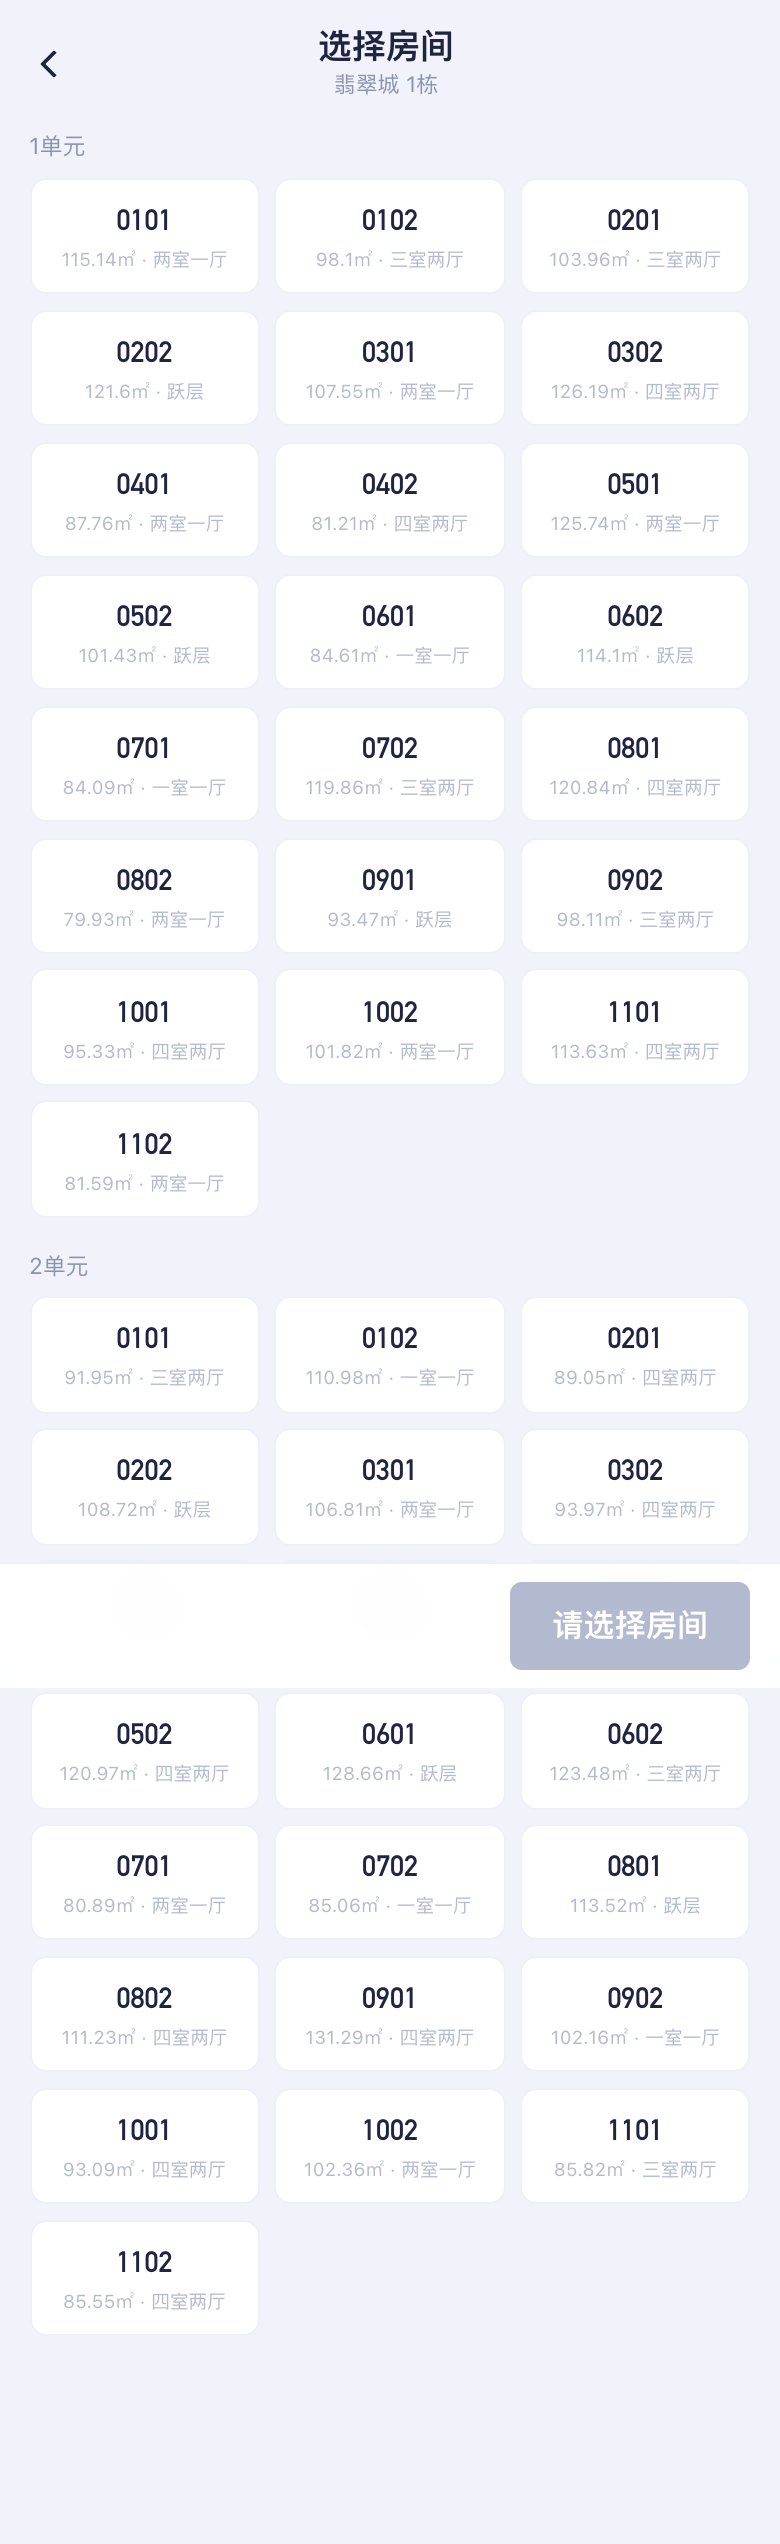 选择房间
翡翠城 1栋
1单元
0101
115.14㎡ · 两室一厅
0102
98.1㎡ · 三室两厅
0201
103.96㎡ · 三室两厅
0202
121.6㎡ · 跃层
0301
107.55㎡ · 两室一厅
0302
126.19㎡ · 四室两厅
0401
87.76㎡ · 两室一厅
0402
81.21㎡ · 四室两厅
0501
125.74㎡ · 两室一厅
0502
101.43㎡ · 跃层
0601
84.61㎡ · 一室一厅
0602
114.1㎡ · 跃层
0701
84.09㎡ · 一室一厅
0702
119.86㎡ · 三室两厅
0801
120.84㎡ · 四室两厅
0802
79.93㎡ · 两室一厅
0901
93.47㎡ · 跃层
0902
98.11㎡ · 三室两厅
1001
95.33㎡ · 四室两厅
1002
101.82㎡ · 两室一厅
1101
113.63㎡ · 四室两厅
1102
81.59㎡ · 两室一厅
2单元
0101
91.95㎡ · 三室两厅
0102
110.98㎡ · 一室一厅
0201
89.05㎡ · 四室两厅
0202
108.72㎡ · 跃层
0301
106.81㎡ · 两室一厅
0302
93.97㎡ · 四室两厅
请选择房间
0502
120.97㎡ · 四室两厅
0601
128.66㎡ · 跃层
0602
123.48㎡ · 三室两厅
0701
80.89㎡ · 两室一厅
0702
85.06㎡ · 一室一厅
0801
113.52㎡ · 跃层
0802
111.23㎡ · 四室两厅
0901
131.29㎡ · 四室两厅
0902
102.16㎡ · 一室一厅
1001
93.09㎡ · 四室两厅
1002
102.36㎡ · 两室一厅
1101
85.82㎡ · 三室两厅
1102
85.55㎡ · 四室两厅